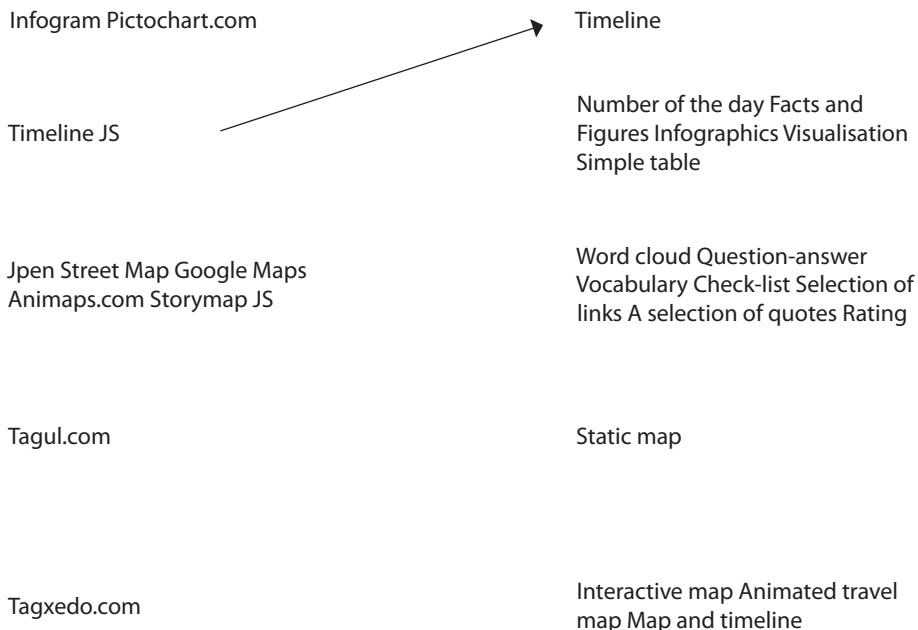 Infogram Pictochart.com
Timeline
Timeline JS
Number of the day Facts and
Figures Infographics Visualisation
Simple table
Jpen Street Map Google Maps
Animaps.com Storymap JS
Word cloud Question-answer
Vocabulary Check-list Selection of
links A selection of quotes Rating
Tagul.com
Static map
Tagxedo.com
Interactive map Animated travel
map Map and timeline